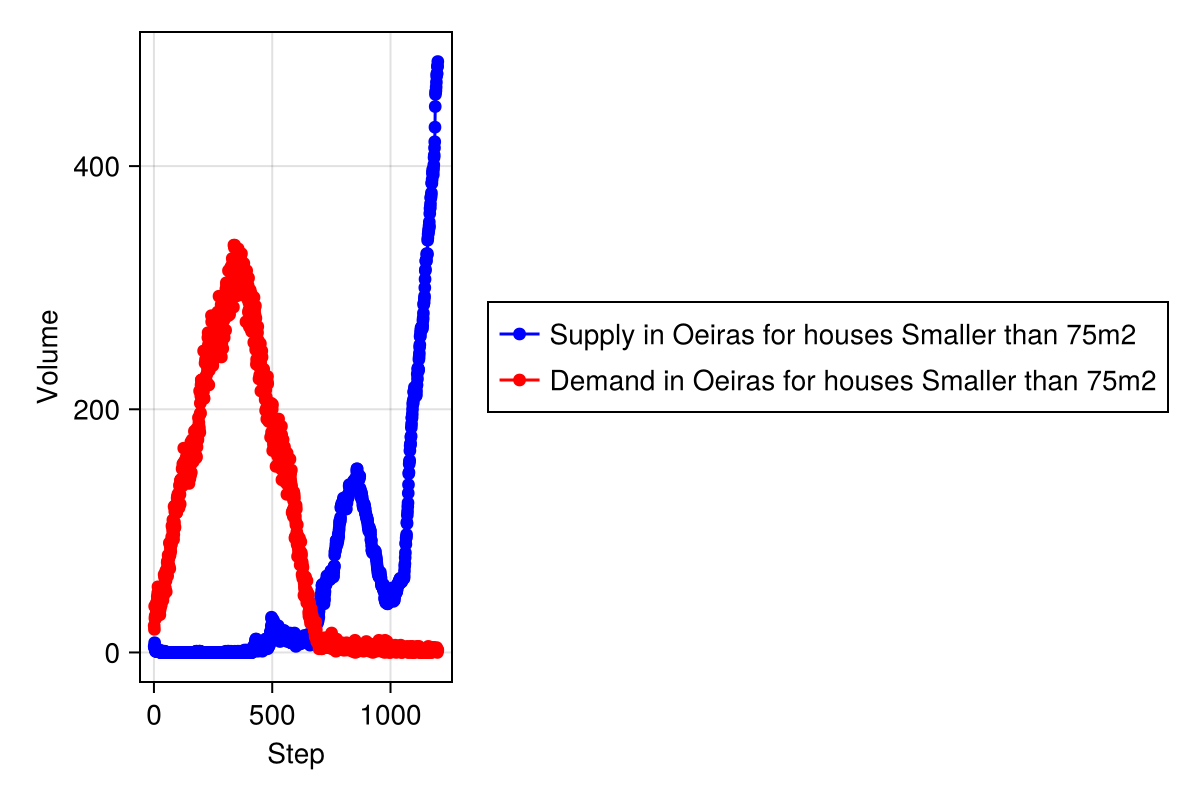 400
200
0
Volume
0 500 1000
Step
Supply in Oeiras for houses Smaller than 75m2
Demand in Oeiras for houses Smaller than 75m2